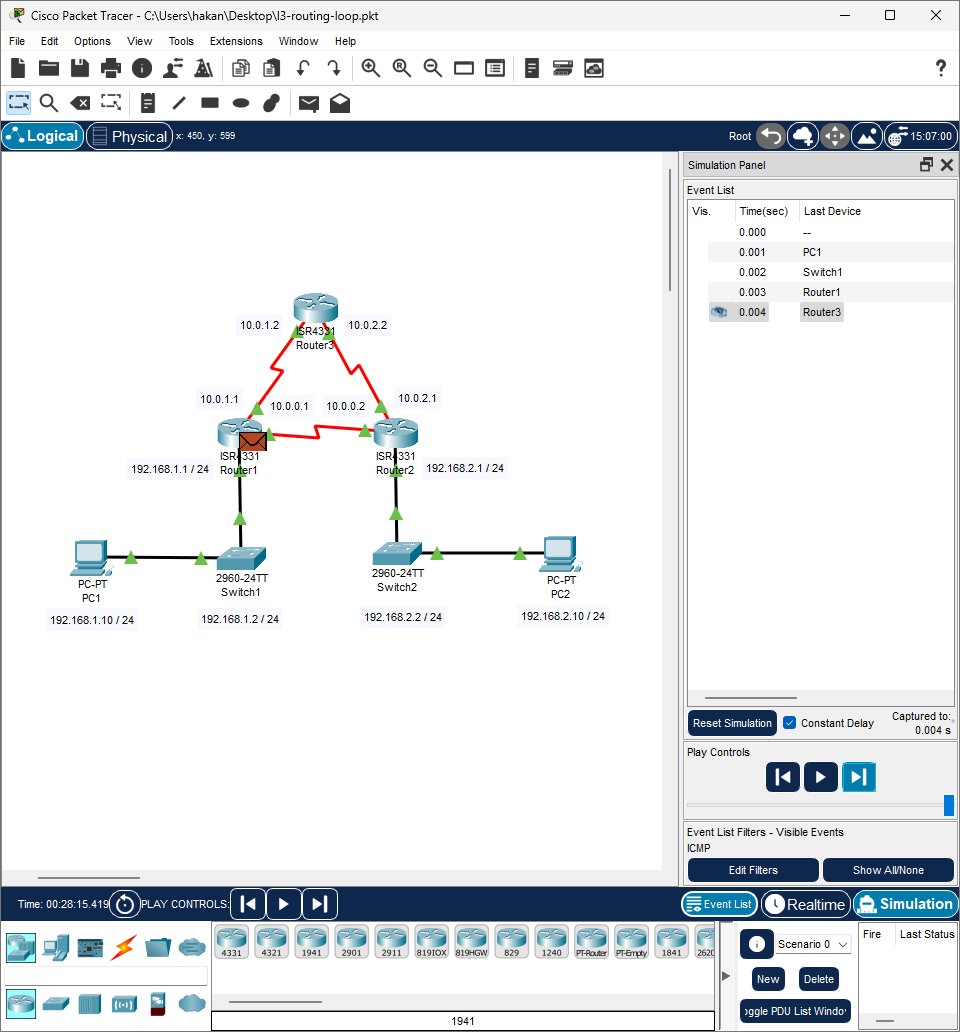 Cisco Packet Tracer - C:\Users\hakan\Desktop\l3-routing-loop.pkt
File Edit Options View Tools Extensions Window Help
Logical Physical x: 450, y: 599 Root 15:07:00
Simulation Panel
Event List
Vis. Time(sec) Last Device
0.000 --
0.001 PC1
0.002 Switch1
0.003 Router1
0.004 Router3
10.0.1.2 10.0.2.2
ISR4331
Router3
10.0.1.1 10.0.0.1 10.0.0.2 10.0.2.1
ISR4331 ISR4331
Router1 Router2
192.168.1.1 / 24 192.168.2.1 / 24
PC-PT 2960-24TT 2960-24TT PC-PT
PC1 Switch1 Switch2 PC2
192.168.1.10 / 24 192.168.1.2 / 24 192.168.2.2 / 24 192.168.2.10 / 24
Reset Simulation Constant Delay Captured to:
0.004 s
Play Controls
Event List Filters - Visible Events
ICMP
Edit Filters Show All/None
Time: 00:28:15.419 PLAY CONTROLS: Event List Realtime Simulation
4331 4321 1941 2901 2911 819IOX 819HGW 829 1240 PT-Router PT-Empty 1841 2620
Scenario 0 Fire Last Status
New Delete
oggle PDU List Windov
1941